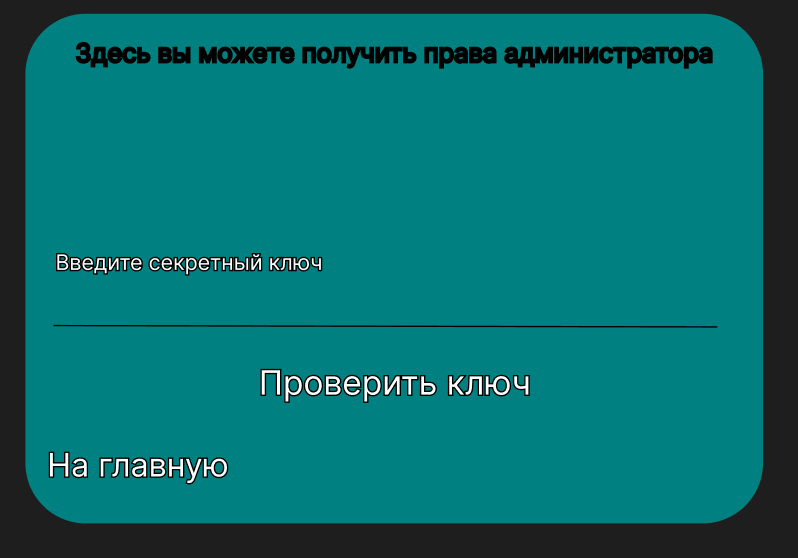 Здесь вы можете получить права администратора
Введите секретный ключ
Проверить ключ
На главную